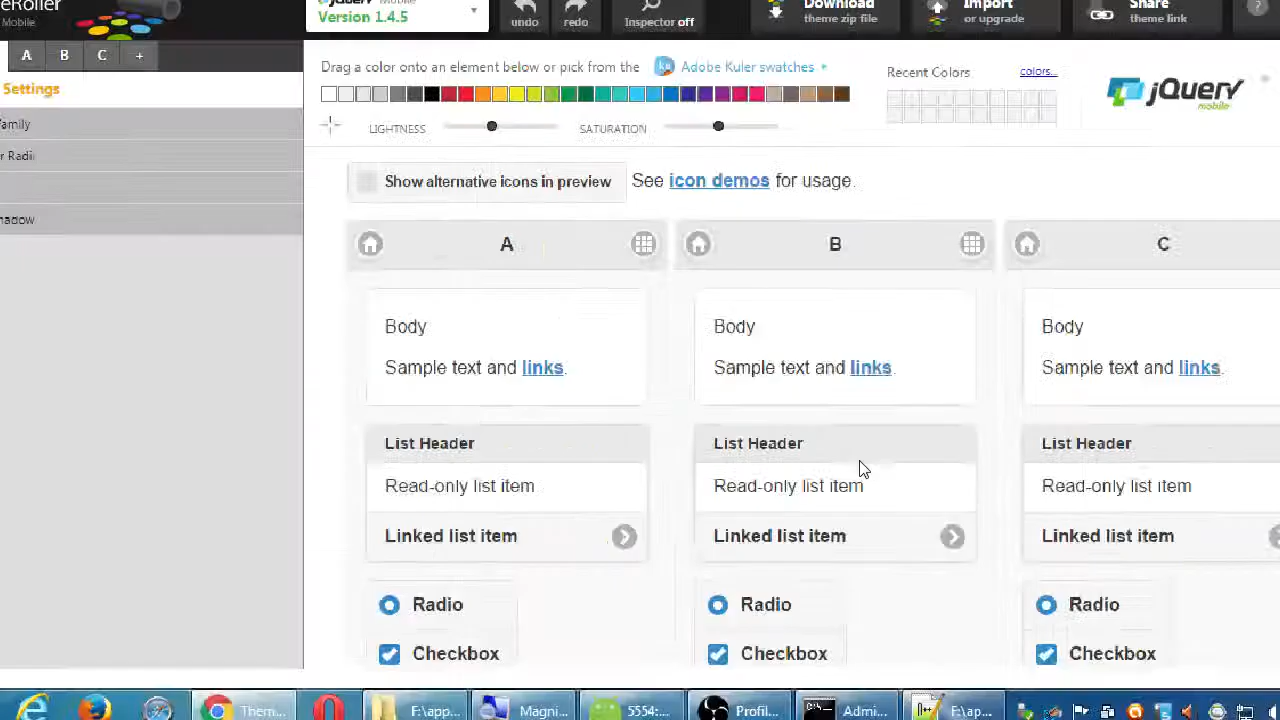 Mobile
Version 1.4.5
undo
redo
Inspector off
Download
theme zip file
Import
or upgrade
Share
theme link
A
B
C
+
Settings
r Radii
hadow
Drag a color onto an element below or pick from the
Adobe Kuler swatches
Recent Colors
colors...
LIGHTNESS
SATURATION
jQuery
mobile
Show alternative icons in preview
See icon demos for usage.
A
B
C
Body
Sample text and links.
List Header
Read-only list item
Linked list item
Radio
Checkbox
Body
Sample text and links.
List Header
Read-only list item
Linked list item
Radio
Checkbox
Body
Sample text and links.
List Header
Read-only list item
Linked list item
Radio
Checkbox
Them...
F:\app...
Magni...
5554:...
Profil...
Admi...
F:\ap...